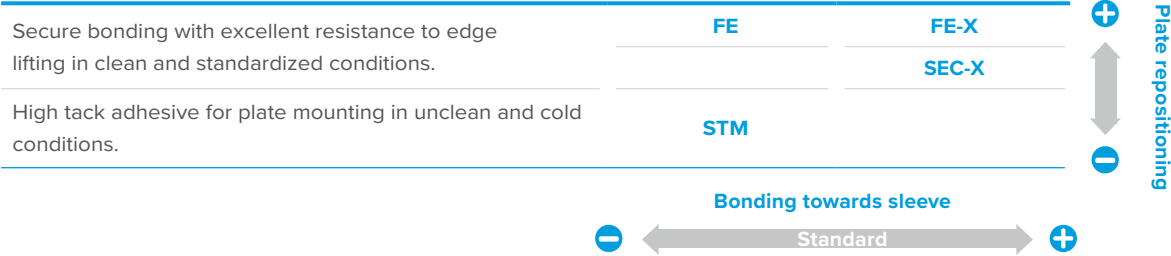 Secure bonding with excellent resistance to edge
lifting in clean and standardized conditions.
FE
FE-X
SEC-X
High tack adhesive for plate mounting in unclean and cold
conditions.
STM
Plate repositioning
Bonding towards sleeve
Standard